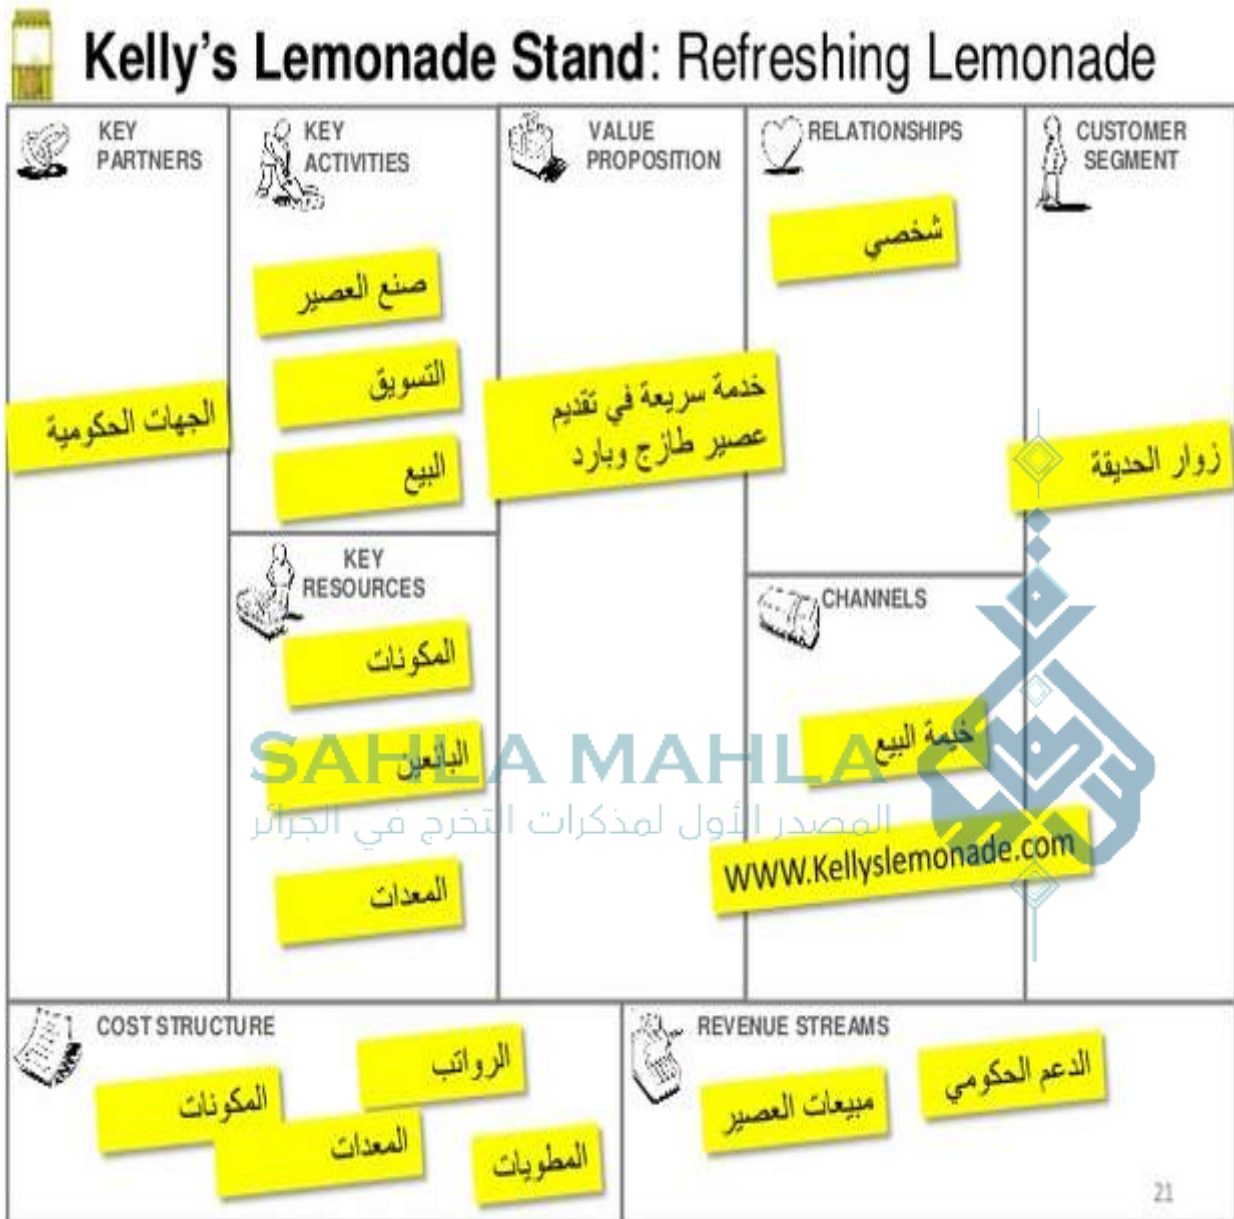 Kelly's Lemonade Stand: Refreshing Lemonade
KEY
PARTNERS
الجهات الحكومية
KEY
ACTIVITIES
صنع العصير
التسويق
البيع
KEY
RESOURCES
المكونات
البائعين
المعدات
VALUE
PROPOSITION
خدمة سريعة في تقديم
عصير طازج وبارد
RELATIONSHIPS
شخصي
CHANNELS
خيمة البيع
WWW.Kellyslemonade.com
CUSTOMER
SEGMENT
زوار الحديقة
SAHLA MAHLA
المصدر الأول لمذكرات التخرج في الجزائر
COST STRUCTURE
الرواتب
المكونات
المعدات
المطويات
REVENUE STREAMS
الدعم الحكومي
مبيعات العصير
21